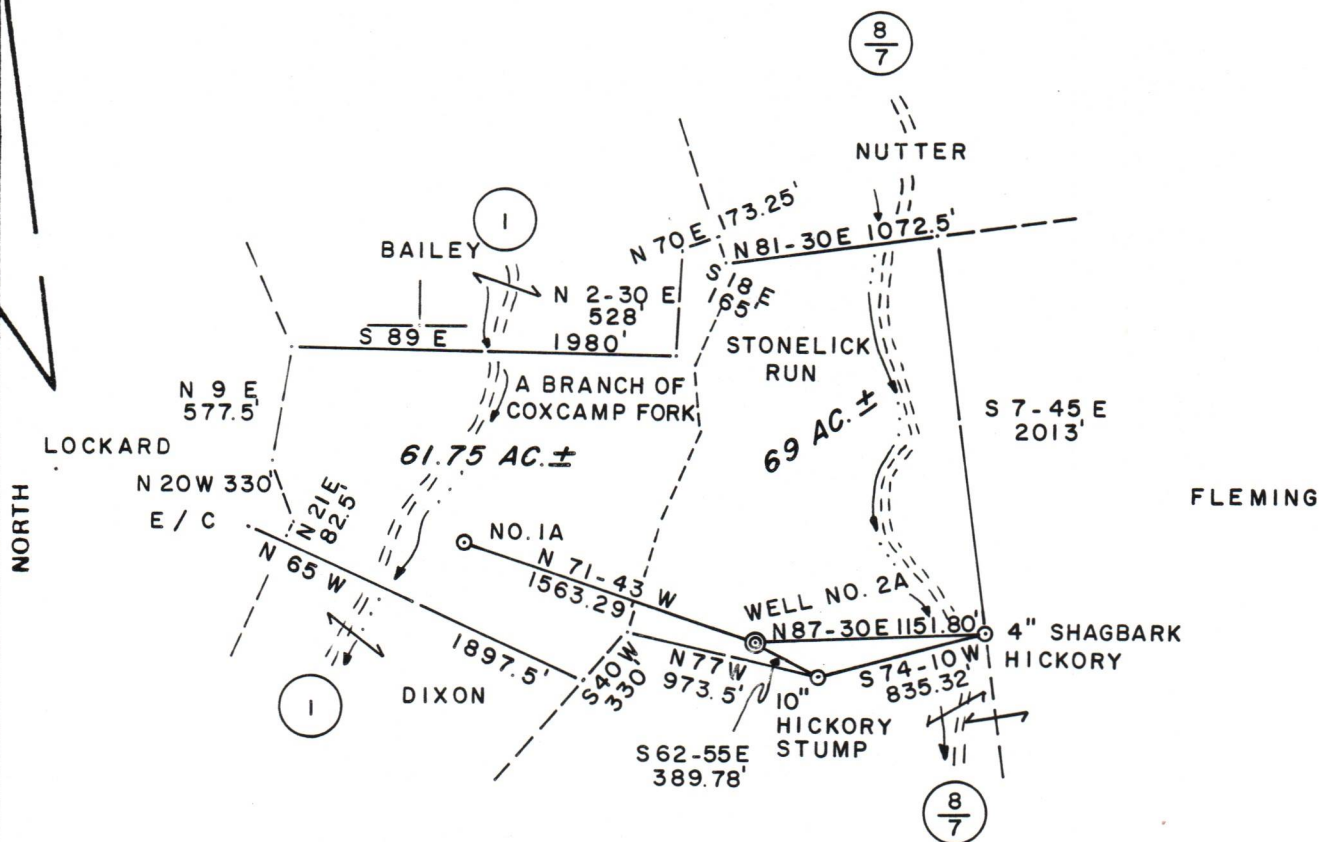 8
7
NUTTER
1
BAILEY
N 70 E 173.25'
N 81-30 E 1072.5'
S 18 E
65'
N 2-30 E
528'
S 89 E 1980'
STONELICK
RUN
A BRANCH OF
COXCAMP FORK
N 9 E
577.5'
LOCKARD
61.75 AC.±
69 AC.±
S 7-45 E
2013'
FLEMING
N 20 W 330'
E / C
N 21 E
82.5'
NORTH
NO. 1A
N 71-43 W
1563.29'
N 65 W 1897.5'
WELL NO. 2A
N 87-30 E 1151.80'
4" SHAGBARK
HICKORY
N 77 W
973.5'
S 74-10 W
835.32'
S 40 W
330'
DIXON
10"
HICKORY
STUMP
1
S 62-55 E
389.78'
8
7